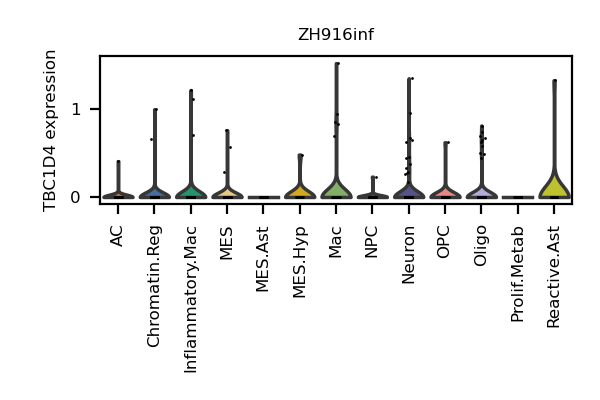 ZH916inf
TBC1D4 expression
1
0
AC
Chromatin.Reg
Inflammatory.Mac
MES
MES.Ast
MES.Hyp
Mac
NPC
Neuron
OPC
Oligo
Prolif.Metab
Reactive.Ast